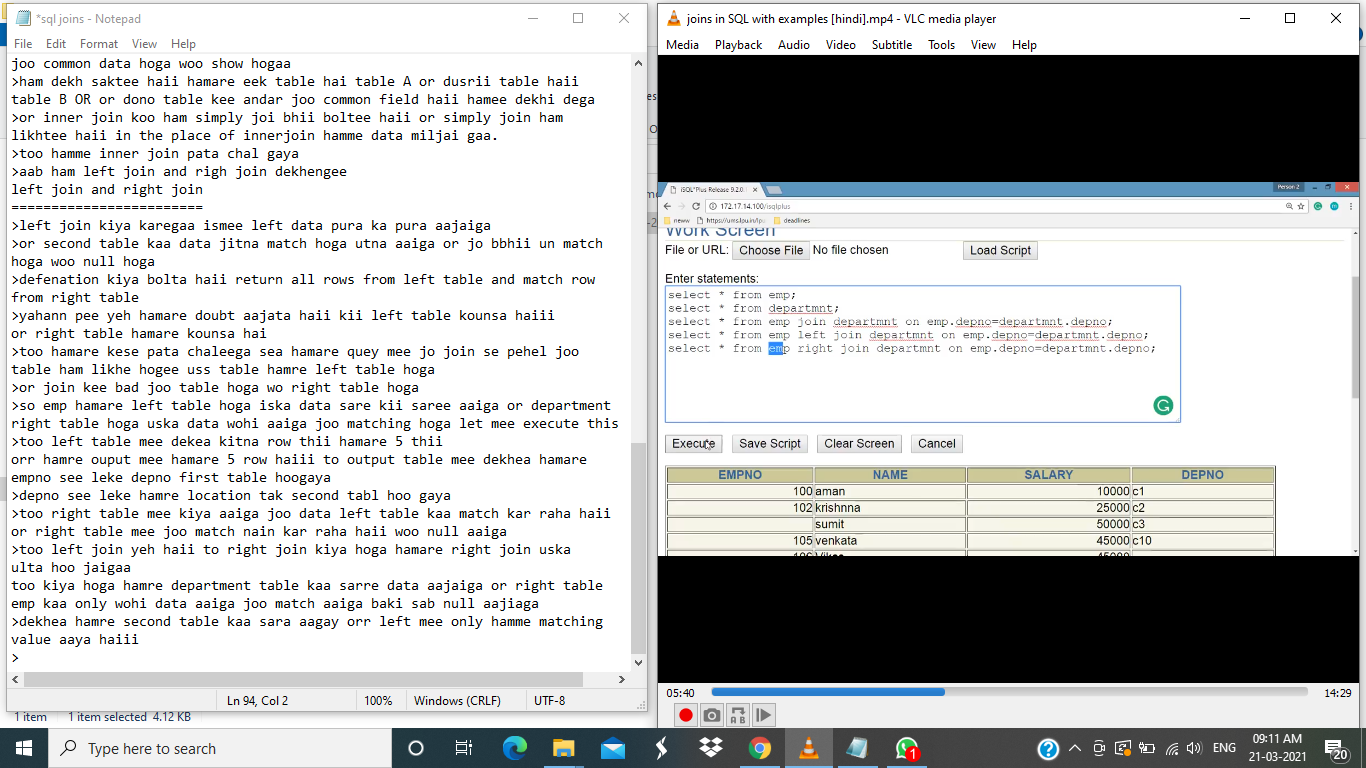 *sql joins - Notepad
File Edit Format View Help
joo common data hoga woo show hogaa
>ham dekh saktee haii hamare eek table hai table A or dusrii table haii
table B OR or dono table kee andar joo common field haii hamee dekhi dega
>or inner join koo ham simply joi bhii boltee haii or simply join ham
likhtee haii in the place of innerjoin hamme data miljai gaa.
>too hamme inner join pata chal gaya
>aab ham left join and righ join dekhengee
left join and right join
========================
>left join kiya karegaa ismee left data pura ka pura aajaiga
>or second table kaa data jitna match hoga utna aaiga or jo bbhii un match
hoga woo null hoga
>defenation kiya bolta haii return all rows from left table and match row
from right table
>yahann pee yeh hamare doubt aajata haii kii left table kounsa haiii
or right table hamare kounsa hai
>too hamare kese pata chaleega sea hamare quey mee jo join se pehel joo
table ham likhe hogee uss table hamre left table hoga
>or join kee bad joo table hoga wo right table hoga
>so emp hamare left table hoga iska data sare kii saree aaiga or department
right table hoga uska data wohi aaiga joo matching hoga let mee execute this
>too left table mee dekea kitna row thii hamare 5 thii
orr hamre ouput mee hamare 5 row haiii to output table mee dekhea hamare
empno see leke depno first table hoogaya
>depno see leke hamre location tak second tabl hoo gaya
>too right table mee kiya aaiga joo data left table kaa match kar raha haii
or right table mee joo match nain kar raha haii woo null aaiga
>too left join yeh haii to right join kiya hoga hamare right join uska
ulta hoo jaigaa
too kiya hoga hamre department table kaa sarre data aajaiga or right table
emp kaa only wohi data aaiga joo match aaiga baki sab null aajiaga
>dekhea hamre second table kaa sara aagay orr left mee only hamme matching
value aaya haiii
>
Ln 94, Col 2 100% Windows (CRLF) UTF-8
1 item 1 item selected 4.12 KB
joins in SQL with examples [hindi].mp4 - VLC media player
Media Playback Audio Video Subtitle Tools View Help
iSQL*Plus Release 9.2.0. Person 2
172.17.14.100/isqlplus
neww https://ums.lpu.in/lpu deadlines
Work Screen
File or URL: Choose File No file chosen Load Script
Enter statements:
select * from emp;
select * from departmnt;
select * from emp join departmnt on emp.depno=departmnt.depno;
select * from emp left join departmnt on emp.depno=departmnt.depno;
select * from emp right join departmnt on emp.depno=departmnt.depno;
Execute Save Script Clear Screen Cancel
EMPNO NAME SALARY DEPNO
100 aman 10000 c1
102 krishnna 25000 c2
sumit 50000 c3
105 venkata 45000 c10
05:40 14:29
Type here to search
1
ENG
09:11 AM
21-03-2021
20